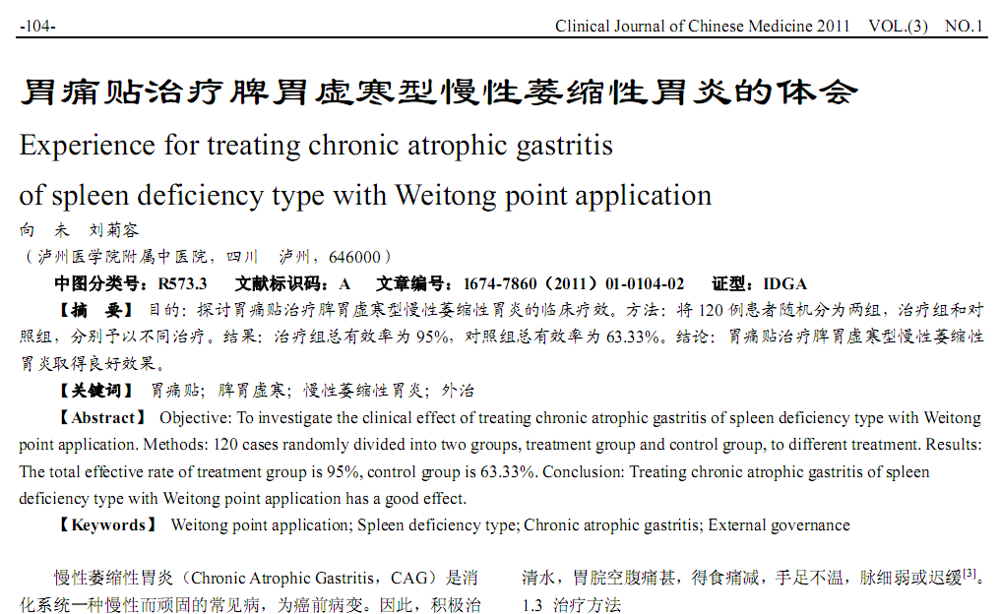 -104- Clinical Journal of Chinese Medicine 2011 VOL.(3) NO.1
胃痛贴治疗脾胃虚寒型慢性萎缩性胃炎的体会
Experience for treating chronic atrophic gastritis
of spleen deficiency type with Weitong point application
向 未 刘菊容
（泸州医学院附属中医院，四川 泸州，646000）
中图分类号：R573.3 文献标识码：A 文章编号：1674-7860（2011）01-0104-02 证型：IDGA
【摘 要】 目的：探讨胃痛贴治疗脾胃虚寒型慢性萎缩性胃炎的临床疗效。方法：将 120 例患者随机分为两组，治疗组和对
照组，分别予以不同治疗。结果：治疗组总有效率为 95%，对照组总有效率为 63.33%。结论：胃痛贴治疗脾胃虚寒型慢性萎缩性
胃炎取得良好效果。
【关键词】 胃痛贴；脾胃虚寒；慢性萎缩性胃炎；外治
【Abstract】 Objective: To investigate the clinical effect of treating chronic atrophic gastritis of spleen deficiency type with Weitong
point application. Methods: 120 cases randomly divided into two groups, treatment group and control group, to different treatment. Results:
The total effective rate of treatment group is 95%, control group is 63.33%. Conclusion: Treating chronic atrophic gastritis of spleen
deficiency type with Weitong point application has a good effect.
【Keywords】 Weitong point application; Spleen deficiency type; Chronic atrophic gastritis; External governance
慢性萎缩性胃炎（Chronic Atrophic Gastritis，CAG）是消
化系统一种慢性而顽固的常见病，为癌前病变。因此，积极治
清水，胃脘空腹痛甚，得食痛减，手足不温，脉细弱或迟缓[3]。
1.3 治疗方法